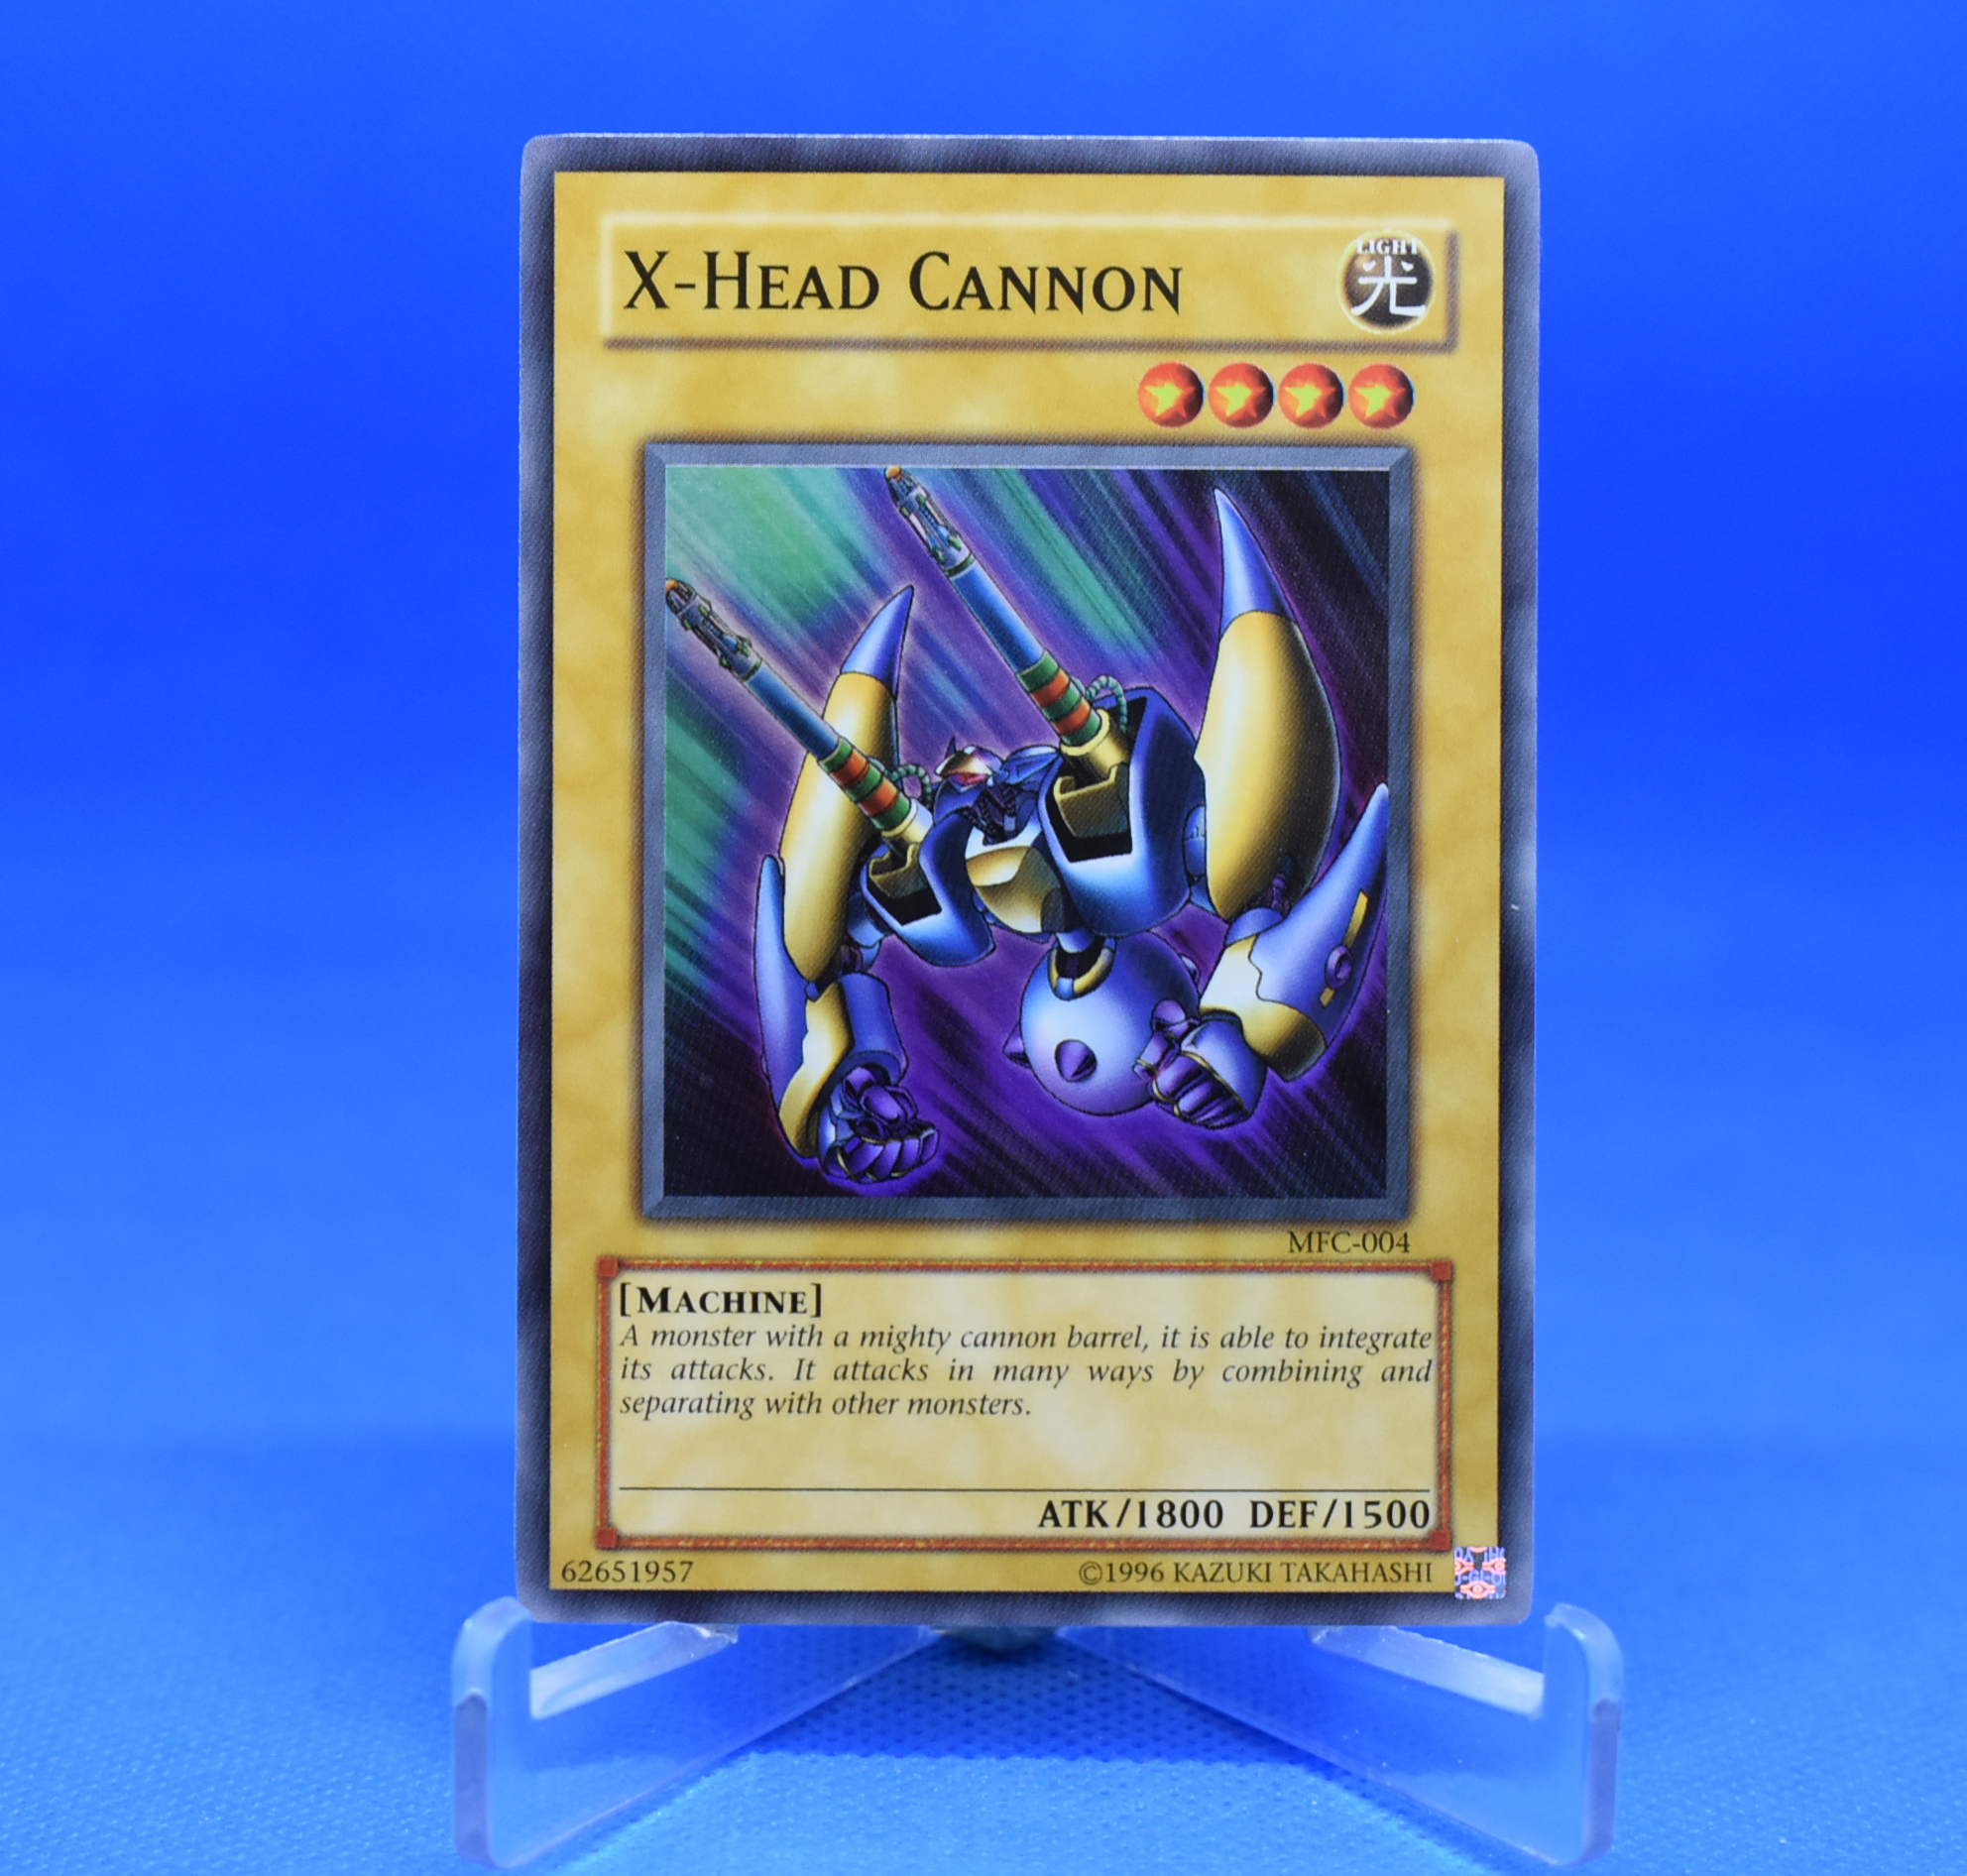 X-Head Cannon
LIGHT
光
MFC-004
[Machine]
A monster with a mighty cannon barrel, it is able to integrate
its attacks. It attacks in many ways by combining and
separating with other monsters.
ATK/1800 DEF/1500
62651957
©1996 KAZUKI TAKAHASHI